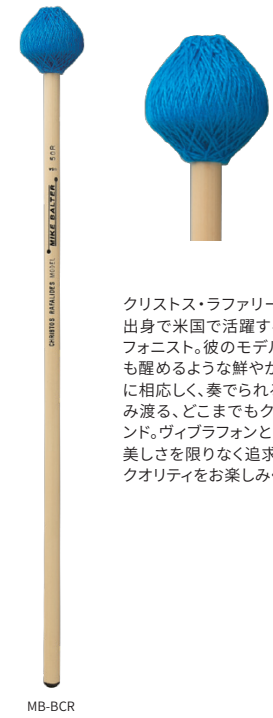 50R
MIKE BALTER
CHRISTOS RAFALIDES MODEL
クリストス・ラファリー
出身で米国で活躍す
フォニスト。彼のモデル
も醒めるような鮮やか
に相応しく、奏でられ
み渡る、どこまでもク
ンド。ヴィブラフォンと
美しさを限りなく追求
クオリティをお楽しみ
MB-BCR